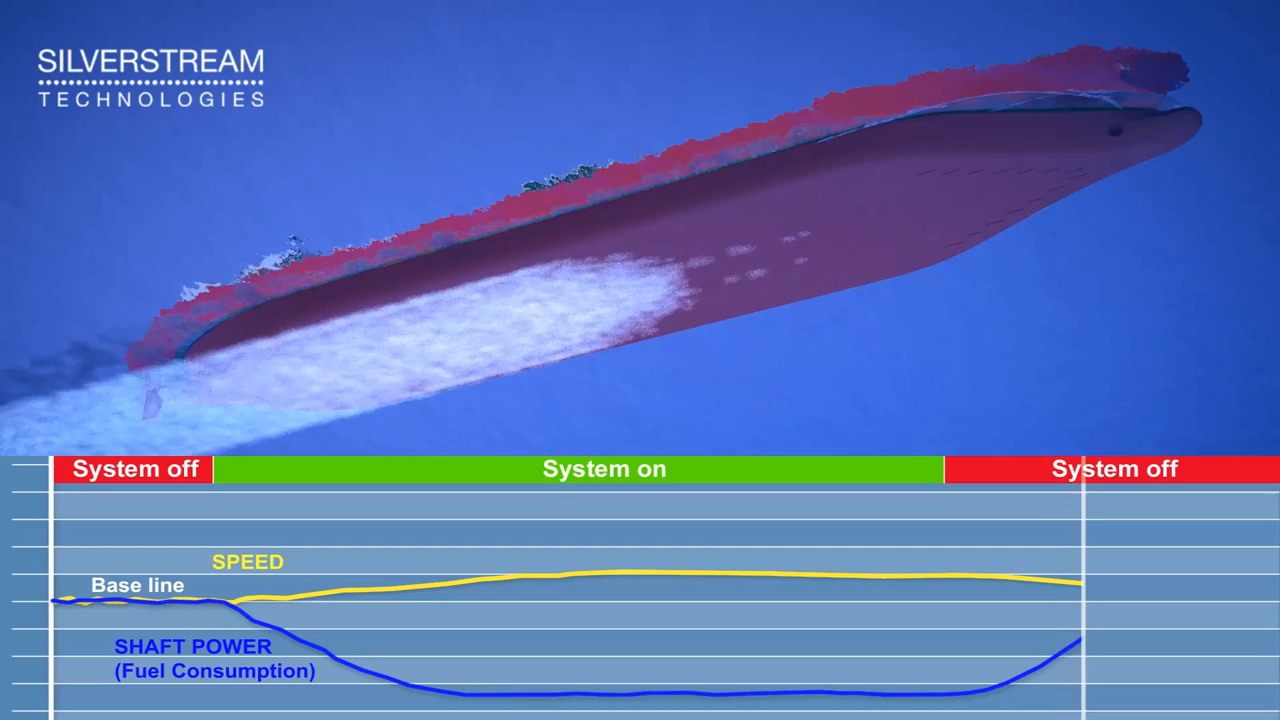 SILVERSTREAM
TECHNOLOGIES
System off
System on
System off
SPEED
Base line
SHAFT POWER
(Fuel Consumption)